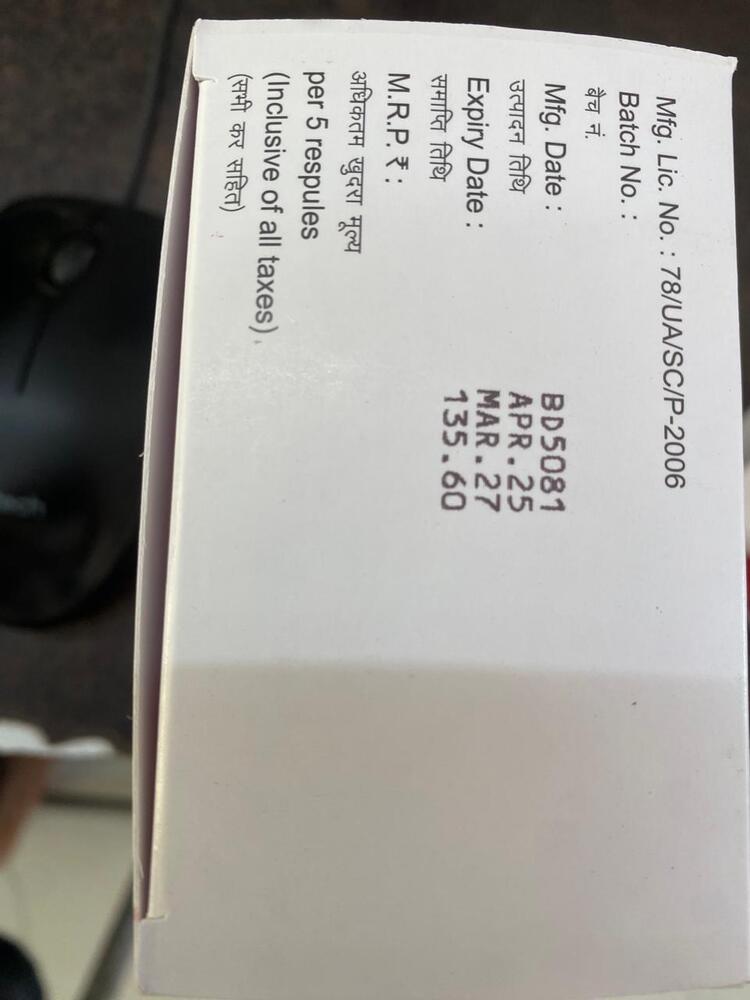 Mfg. Lic. No. : 78/UA/SC/P-2006
Batch No. :
बैच नं.
Mfg. Date :
उत्पादन तिथि
Expiry Date :
समाप्ति तिथि
M.R.P. ₹ :
अधिकतम खुदरा मूल्य
per 5 respules
(Inclusive of all taxes)
(सभी कर सहित)
BD5081
APR.25
MAR.27
135.60